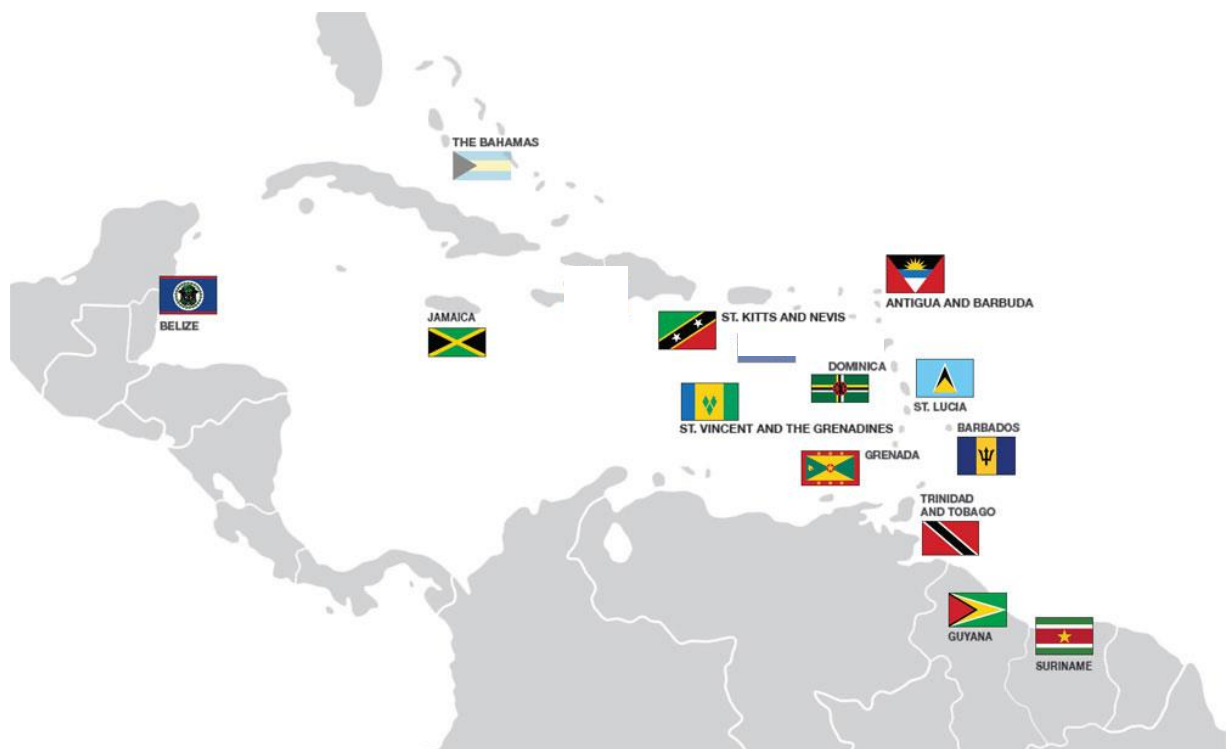 THE BAHAMAS
ANTIGUA AND BARBUDA
JAMAICA
ST. KITTS AND NEVIS
BELIZE
DOMINICA
ST. LUCIA
ST. VINCENT AND THE GRENADINES
BARBADOS
GRENADA
TRINIDAD
AND TOBAGO
GUYANA
SURINAME